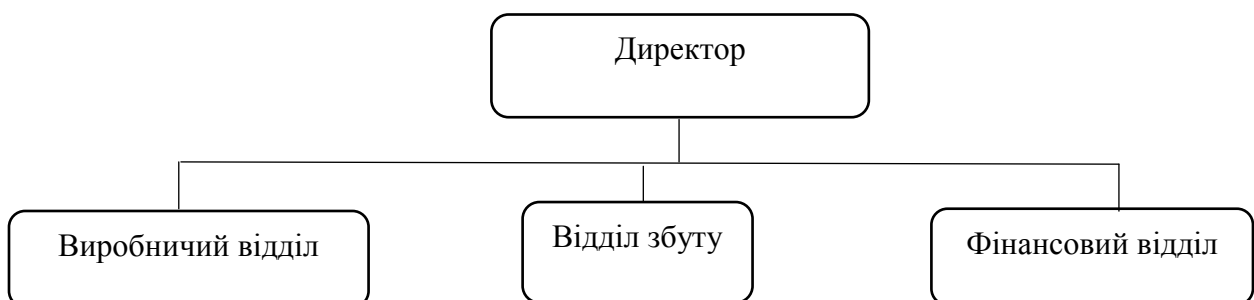 Директор
Виробничий відділ
Відділ збуту
Фінансовий відділ